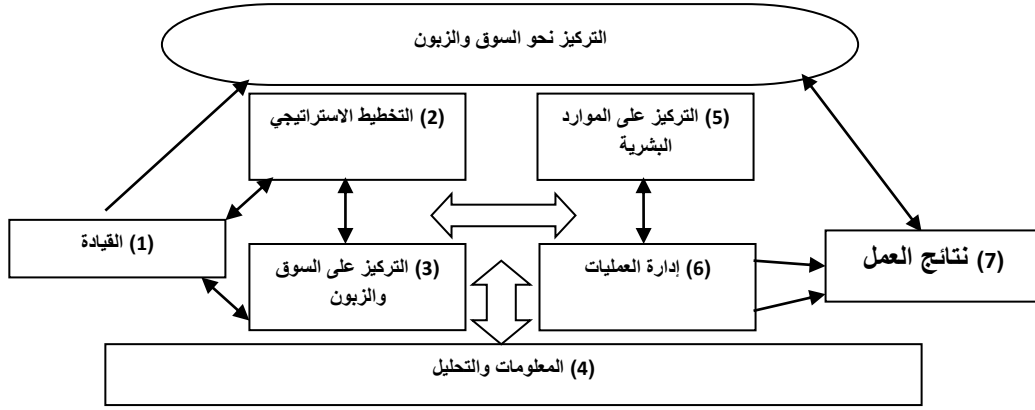 التركيز نحو السوق والزبون
(2) التخطيط الاستراتيجي
(5) التركيز على الموارد
البشرية
(1) القيادة
(3) التركيز على السوق
والزبون
(6) إدارة العمليات
(7) نتائج العمل
(4) المعلومات والتحليل